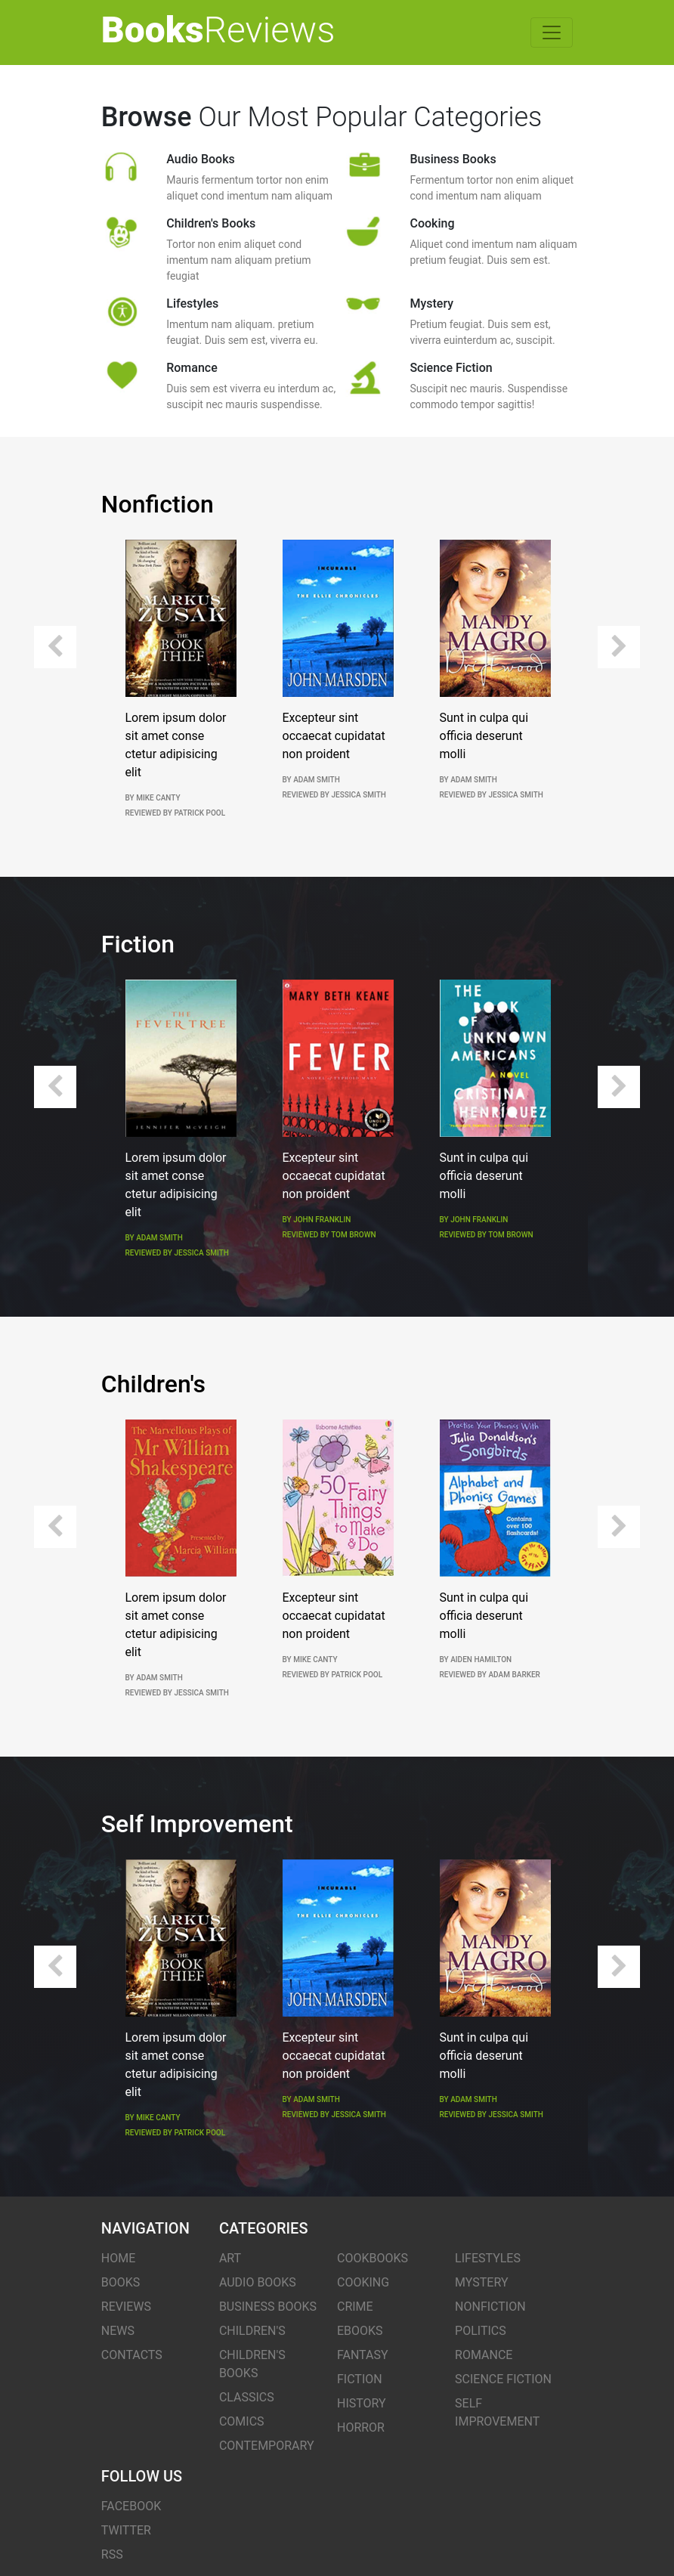 BooksReviews
Browse Our Most Popular Categories
Audio Books
Mauris fermentum tortor non enim
aliquet cond imentum nam aliquam
Business Books
Fermentum tortor non enim aliquet
cond imentum nam aliquam
Children's Books
Tortor non enim aliquet cond
imentum nam aliquam pretium
feugiat
Cooking
Aliquet cond imentum nam aliquam
pretium feugiat. Duis sem est.
Lifestyles
Imentum nam aliquam. pretium
feugiat. Duis sem est, viverra eu.
Mystery
Pretium feugiat. Duis sem est,
viverra euinterdum ac, suscipit.
Romance
Duis sem est viverra eu interdum ac,
suscipit nec mauris suspendisse.
Science Fiction
Suscipit nec mauris. Suspendisse
commodo tempor sagittis!
Nonfiction
MARKUS
ZUSAK
THE
BOOK
THIEF
INCURABLE
THE ELLIE CHRONICLES
JOHN MARSDEN
MANDY
MAGRO
Driftwood
Lorem ipsum dolor
sit amet conse
ctetur adipisicing
elit
BY MIKE CANTY
REVIEWED BY PATRICK POOL
Excepteur sint
occaecat cupidatat
non proident
BY ADAM SMITH
REVIEWED BY JESSICA SMITH
Sunt in culpa qui
officia deserunt
molli
BY ADAM SMITH
REVIEWED BY JESSICA SMITH
Fiction
THE
FEVER TREE
JENNIFER McVEIGH
MARY BETH KEANE
FEVER
THE
BOOK
OF
UNKNOWN
AMERICANS
A NOVEL
CRISTINA
HENRÍQUEZ
Lorem ipsum dolor
sit amet conse
ctetur adipisicing
elit
BY ADAM SMITH
REVIEWED BY JESSICA SMITH
Excepteur sint
occaecat cupidatat
non proident
BY JOHN FRANKLIN
REVIEWED BY TOM BROWN
Sunt in culpa qui
officia deserunt
molli
BY JOHN FRANKLIN
REVIEWED BY TOM BROWN
Children's
The Marvellous Plays of
Mr William
Shakespeare
Presented by
Marcia William
Usborne Activities
50 Fairy
Things
to Make
& Do
Practise Your Phonics With
Julia Donaldson's
Songbirds
Alphabet and
Phonics Games
Contains
over 100
flashcards!
Lorem ipsum dolor
sit amet conse
ctetur adipisicing
elit
BY ADAM SMITH
REVIEWED BY JESSICA SMITH
Excepteur sint
occaecat cupidatat
non proident
BY MIKE CANTY
REVIEWED BY PATRICK POOL
Sunt in culpa qui
officia deserunt
molli
BY AIDEN HAMILTON
REVIEWED BY ADAM BARKER
Self Improvement
MARKUS
ZUSAK
THE
BOOK
THIEF
INCURABLE
THE ELLIE CHRONICLES
JOHN MARSDEN
MANDY
MAGRO
Driftwood
Lorem ipsum dolor
sit amet conse
ctetur adipisicing
elit
BY MIKE CANTY
REVIEWED BY PATRICK POOL
Excepteur sint
occaecat cupidatat
non proident
BY ADAM SMITH
REVIEWED BY JESSICA SMITH
Sunt in culpa qui
officia deserunt
molli
BY ADAM SMITH
REVIEWED BY JESSICA SMITH
NAVIGATION
HOME
BOOKS
REVIEWS
NEWS
CONTACTS
CATEGORIES
ART
AUDIO BOOKS
BUSINESS BOOKS
CHILDREN'S
CHILDREN'S
BOOKS
CLASSICS
COMICS
CONTEMPORARY
COOKBOOKS
COOKING
CRIME
EBOOKS
FANTASY
FICTION
HISTORY
HORROR
LIFESTYLES
MYSTERY
NONFICTION
POLITICS
ROMANCE
SCIENCE FICTION
SELF
IMPROVEMENT
FOLLOW US
FACEBOOK
TWITTER
RSS